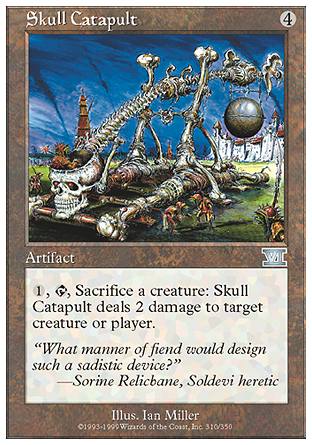 Skull Catapult 4
Artifact VI
1, T, Sacrifice a creature: Skull
Catapult deals 2 damage to target
creature or player.
“What manner of fiend would design
such a sadistic device?”
—Sorine Relicbane, Soldevi heretic
Illus. Ian Miller
©1993-1999 Wizards of the Coast, Inc. 310/350